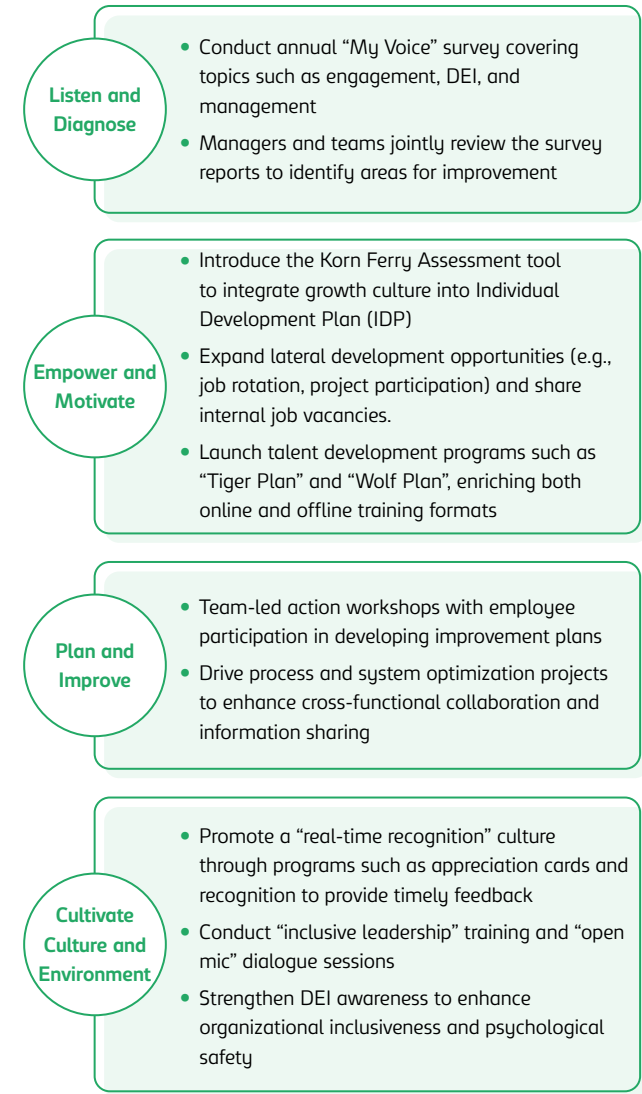 Listen and
Diagnose
• Conduct annual “My Voice” survey covering
topics such as engagement, DEI, and
management
• Managers and teams jointly review the survey
reports to identify areas for improvement
Empower and
Motivate
• Introduce the Korn Ferry Assessment tool
to integrate growth culture into Individual
Development Plan (IDP)
• Expand lateral development opportunities (e.g.,
job rotation, project participation) and share
internal job vacancies.
• Launch talent development programs such as
“Tiger Plan” and “Wolf Plan”, enriching both
online and offline training formats
Plan and
Improve
• Team-led action workshops with employee
participation in developing improvement plans
• Drive process and system optimization projects
to enhance cross-functional collaboration and
information sharing
Cultivate
Culture and
Environment
• Promote a “real-time recognition” culture
through programs such as appreciation cards and
recognition to provide timely feedback
• Conduct “inclusive leadership” training and “open
mic” dialogue sessions
• Strengthen DEI awareness to enhance
organizational inclusiveness and psychological
safety